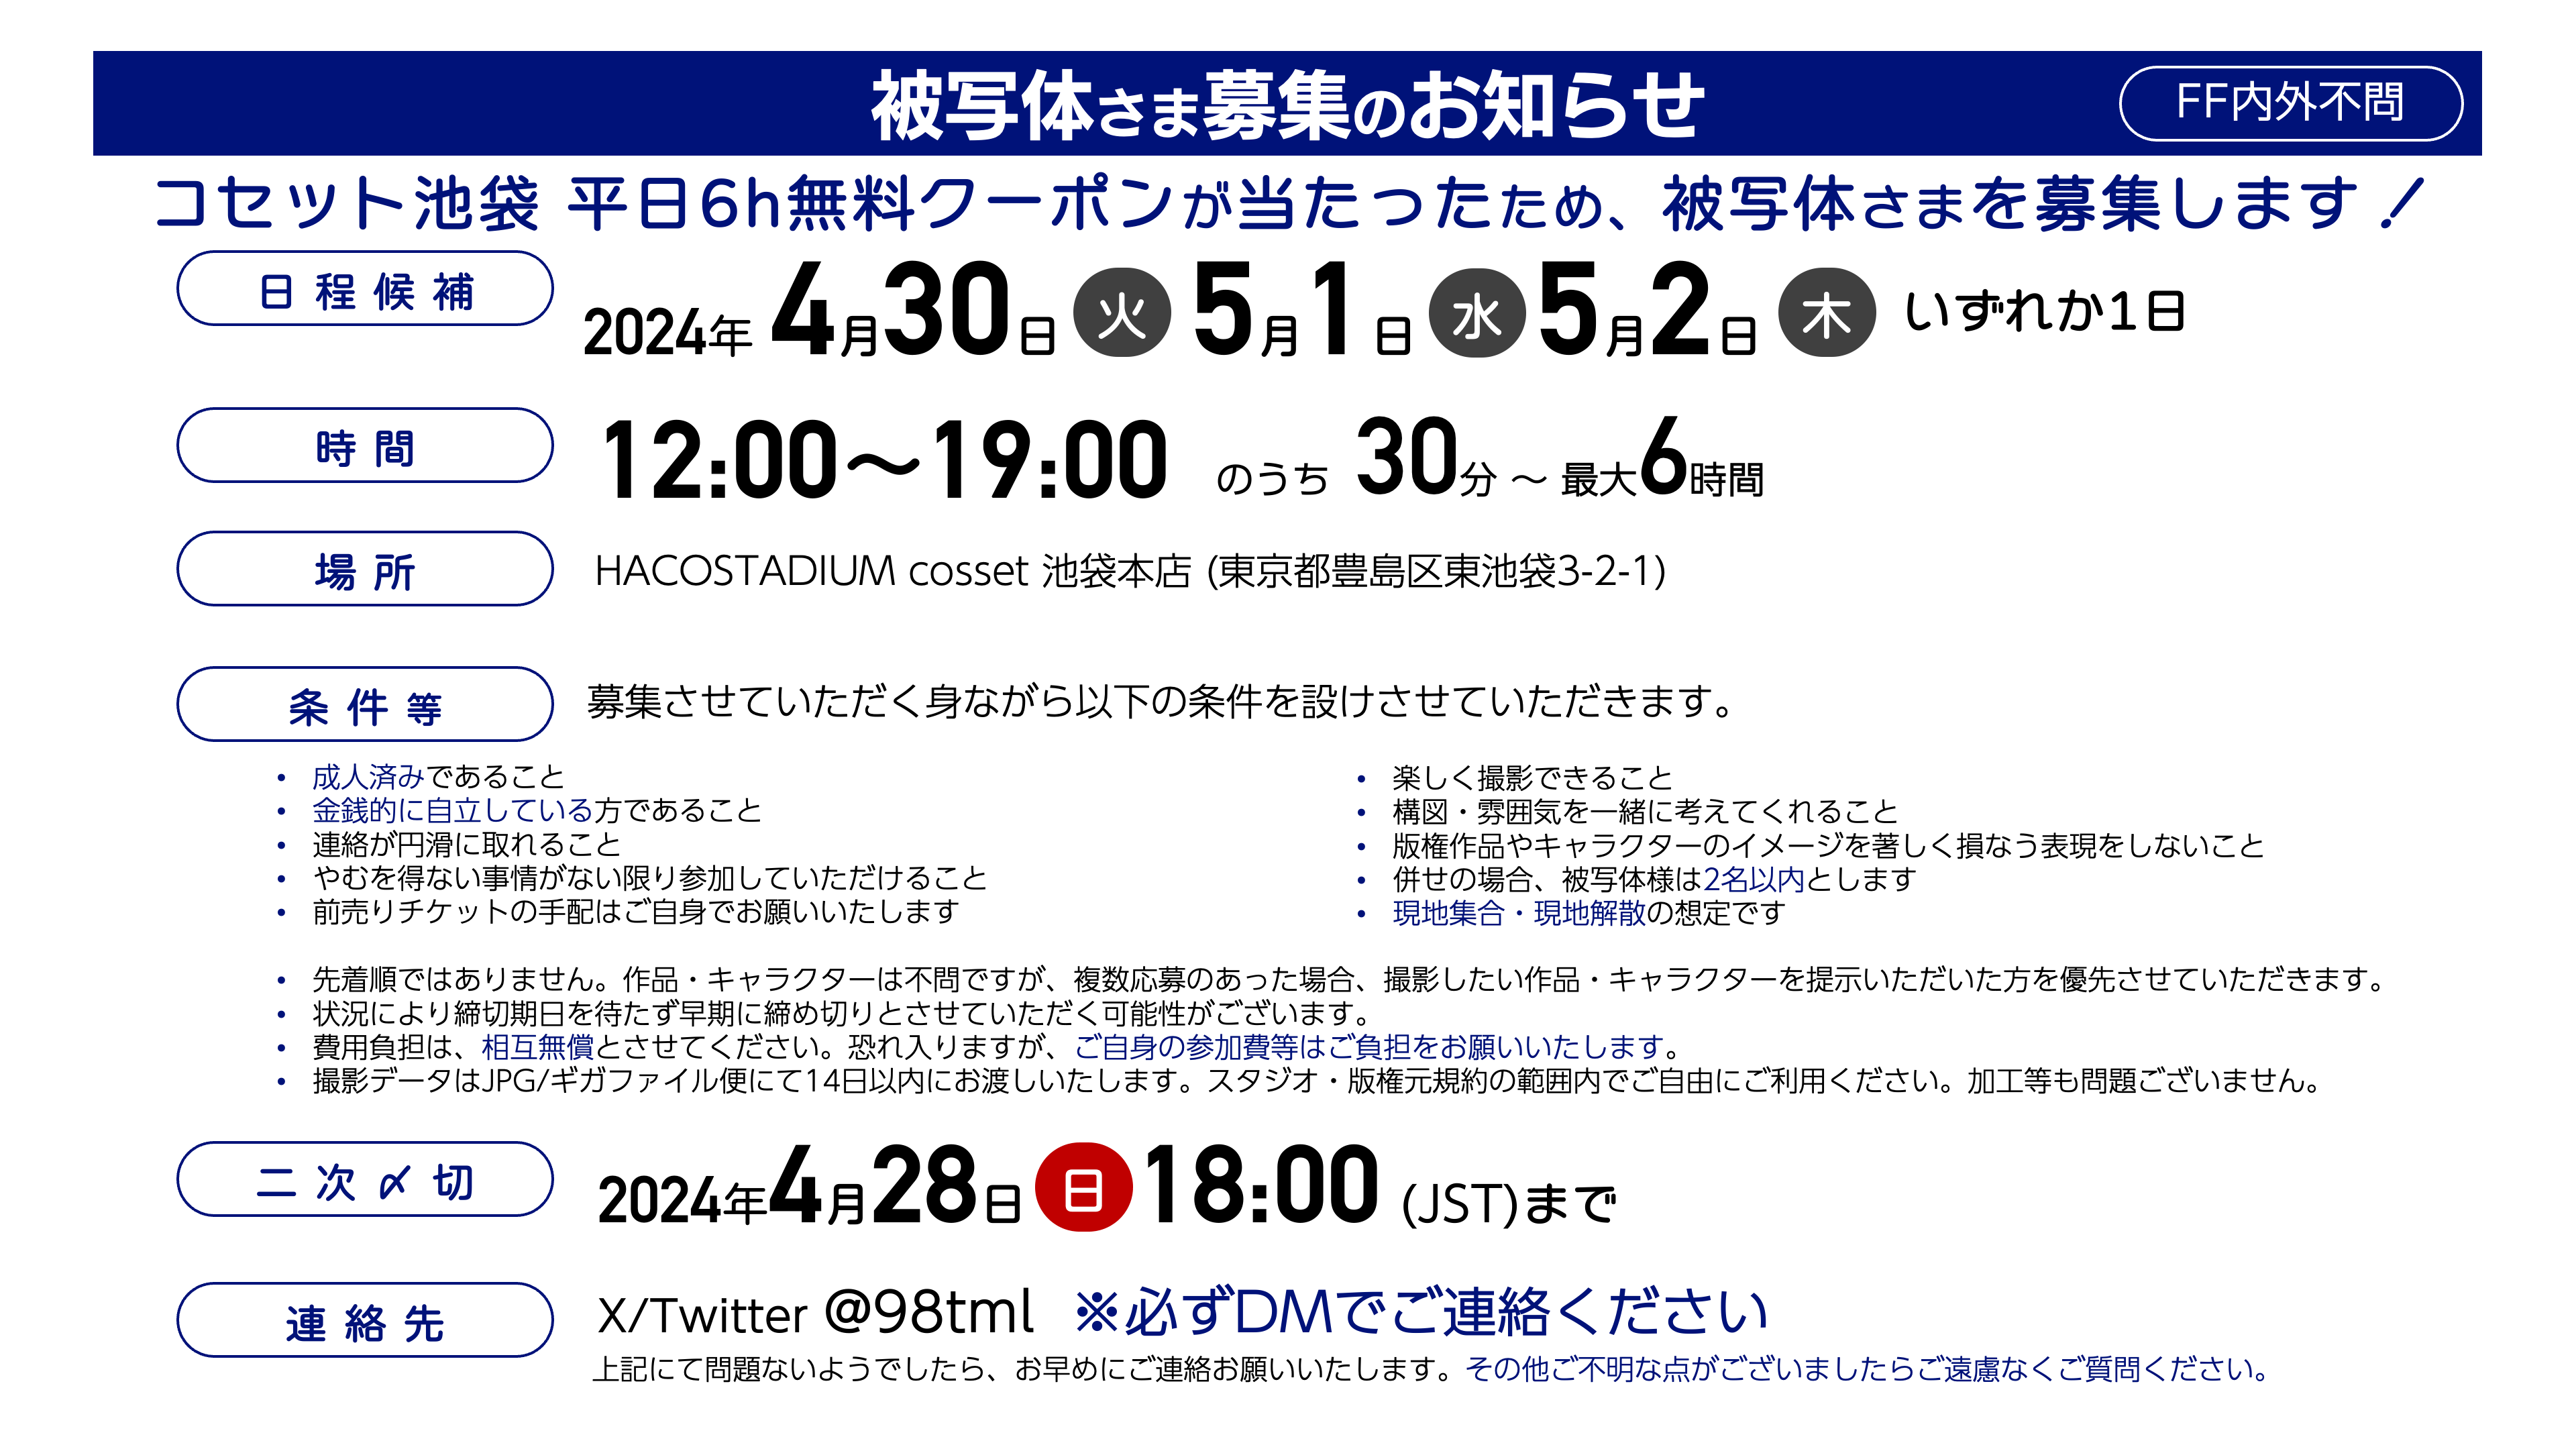 被写体さま募集のお知らせ
FF内外不問
コセット池袋 平日6h無料クーポンが当たったため、被写体さまを募集します！
日程候補
2024年 4月30日 火 5月1日 水 5月2日 木 いずれか1日
時間
12:00～19:00 のうち 30分 ～ 最大6時間
場所
HACOSTADIUM cosset 池袋本店 (東京都豊島区東池袋3-2-1)
条件等
募集させていただく身ながら以下の条件を設けさせていただきます。
• 成人済みであること
• 金銭的に自立している方であること
• 連絡が円滑に取れること
• やむを得ない事情がない限り参加していただけること
• 前売りチケットの手配はご自身でお願いいたします
• 楽しく撮影できること
• 構図・雰囲気を一緒に考えてくれること
• 版権作品やキャラクターのイメージを著しく損なう表現をしないこと
• 併せの場合、被写体様は2名以内とします
• 現地集合・現地解散の想定です
• 先着順ではありません。作品・キャラクターは不問ですが、複数応募のあった場合、撮影したい作品・キャラクターを提示いただいた方を優先させていただきます。
• 状況により締切期日を待たず早期に締め切りとさせていただく可能性がございます。
• 費用負担は、相互無償とさせてください。恐れ入りますが、ご自身の参加費等はご負担をお願いいたします。
• 撮影データはJPG/ギガファイル便にて14日以内にお渡しいたします。スタジオ・版権元規約の範囲内でご自由にご利用ください。加工等も問題ございません。
二次〆切
2024年4月28日 日 18:00 (JST)まで
連絡先
X/Twitter @98tml ※必ずDMでご連絡ください
上記にて問題ないようでしたら、お早めにご連絡お願いいたします。その他ご不明な点がございましたらご遠慮なくご質問ください。